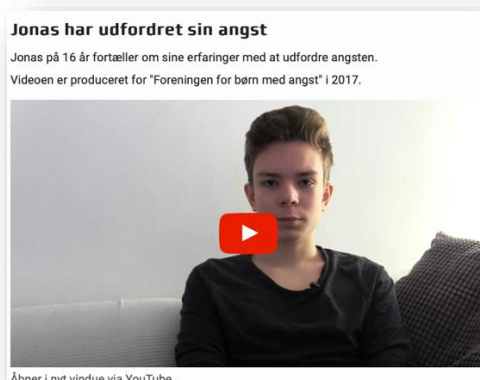 Jonas har udfordret sin angst
Jonas på 16 år fortæller om sine erfaringer med at udfordre angsten.
Videoen er produceret for "Foreningen for børn med angst" i 2017.
Åbner i nyt vindue via YouTube